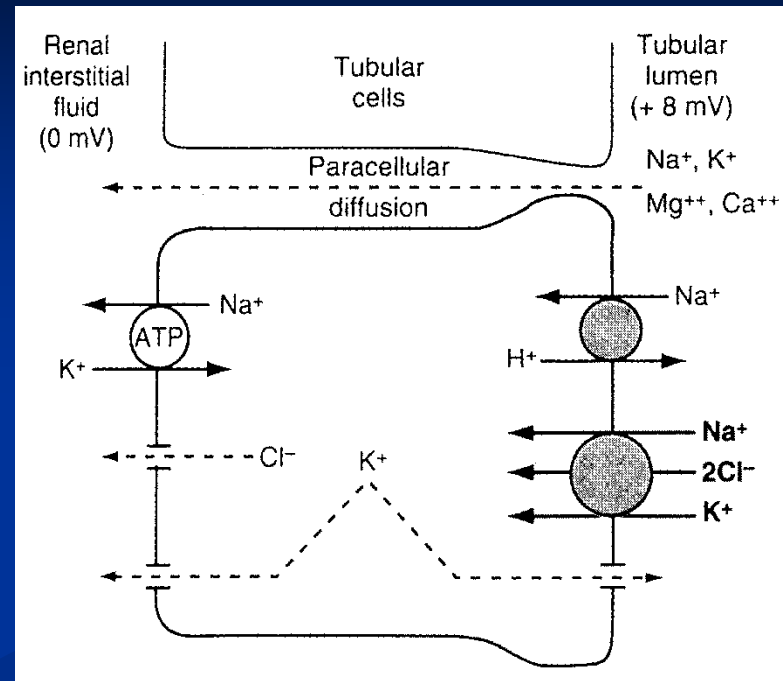 Renal
interstitial
fluid
(0 mV)
Tubular
cells
Tubular
lumen
(+ 8 mV)
Paracellular
diffusion
Na⁺, K⁺
Mg⁺⁺, Ca⁺⁺
Na⁺
ATP
K⁺
Na⁺
H⁺
Cl⁻
K⁺
Na⁺
2Cl⁻
K⁺